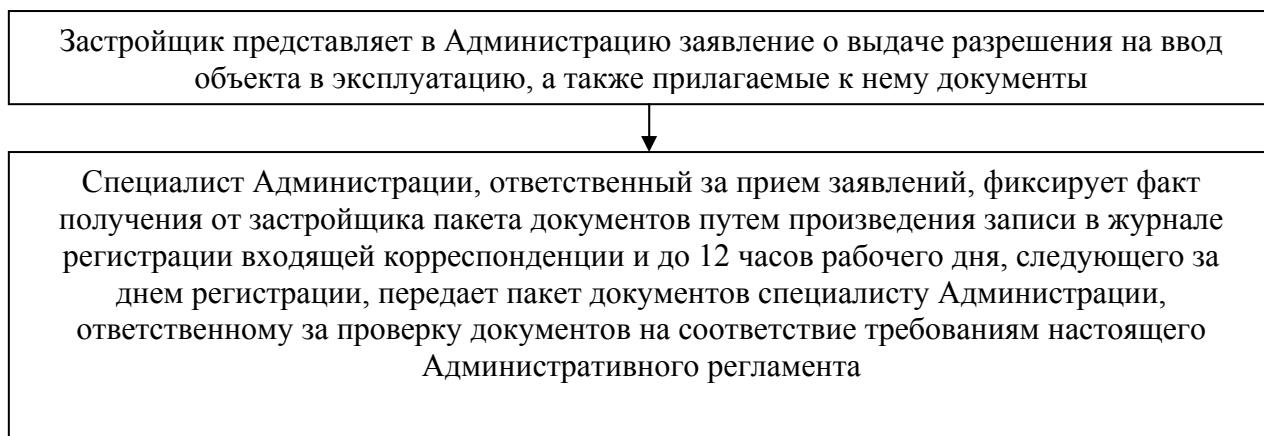 Застройщик представляет в Администрацию заявление о выдаче разрешения на ввод
объекта в эксплуатацию, а также прилагаемые к нему документы
Специалист Администрации, ответственный за прием заявлений, фиксирует факт
получения от застройщика пакета документов путем произведения записи в журнале
регистрации входящей корреспонденции и до 12 часов рабочего дня, следующего за
днем регистрации, передает пакет документов специалисту Администрации,
ответственному за проверку документов на соответствие требованиям настоящего
Административного регламента